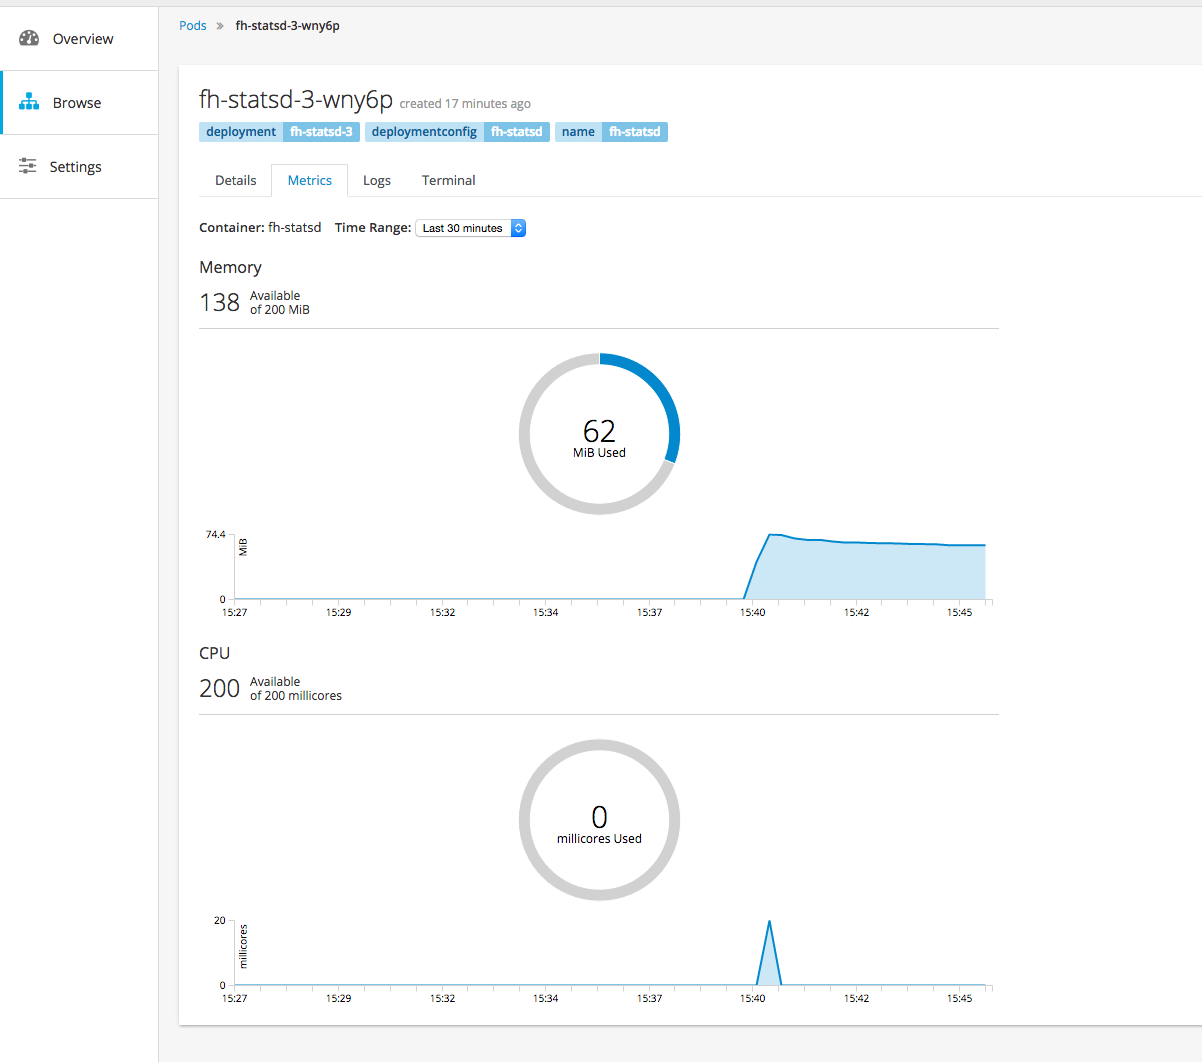 Overview
Browse
Settings
Pods » fh-statsd-3-wny6p
fh-statsd-3-wny6p created 17 minutes ago
deployment fh-statsd-3 deploymentconfig fh-statsd name fh-statsd
Details Metrics Logs Terminal
Container: fh-statsd Time Range: Last 30 minutes
Memory
138 Available
of 200 MiB
62
MiB Used
74.4
MiB
0
15:27 15:29 15:32 15:34 15:37 15:40 15:42 15:45
CPU
200 Available
of 200 millicores
0
millicores Used
20
millicores
0
15:27 15:29 15:32 15:34 15:37 15:40 15:42 15:45